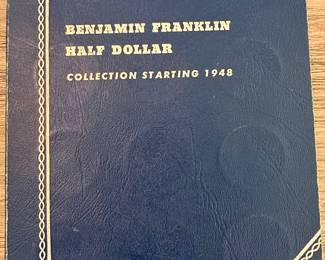 BENJAMIN FRANKLIN
HALF DOLLAR
COLLECTION STARTING 1948